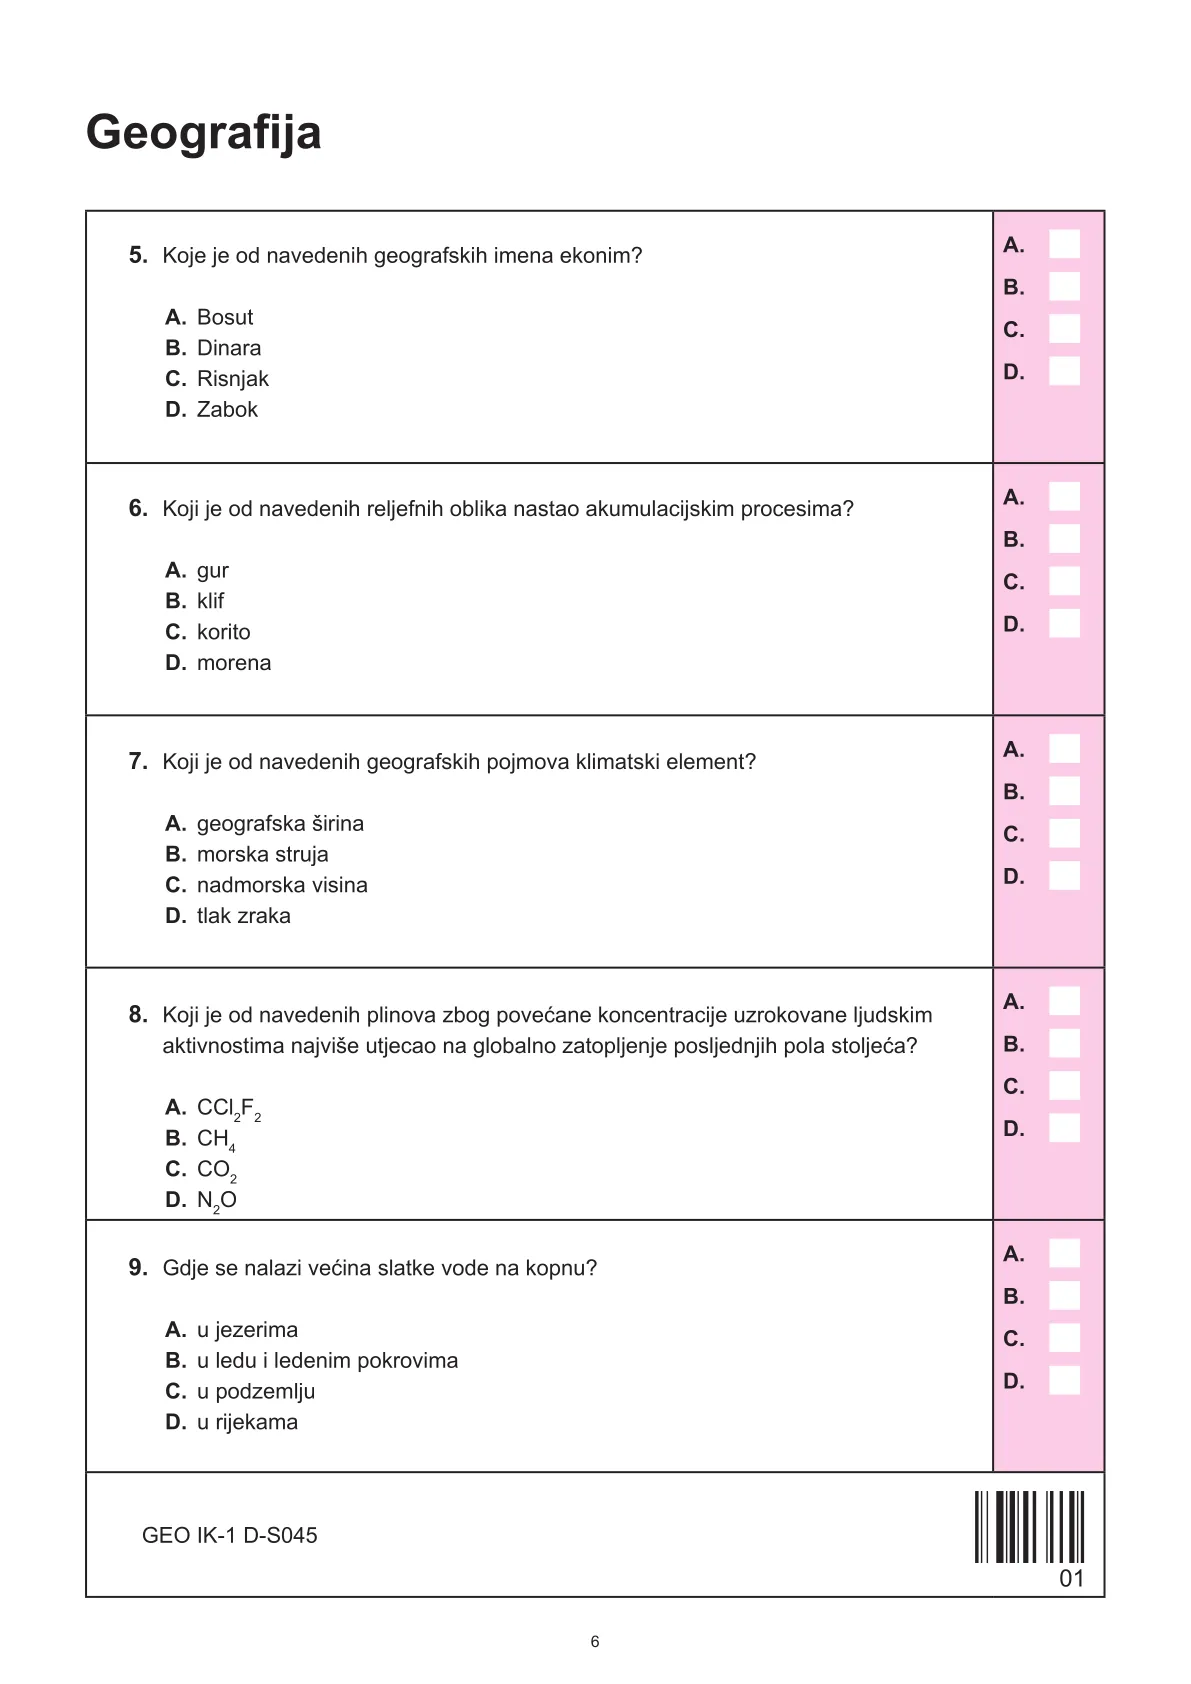 Geografija
5. Koje je od navedenih geografskih imena ekonim?
A. Bosut
B. Dinara
C. Risnjak
D. Zabok
A.
B.
C.
D.
6. Koji je od navedenih reljefnih oblika nastao akumulacijskim procesima?
A. gur
B. klif
C. korito
D. morena
A.
B.
C.
D.
7. Koji je od navedenih geografskih pojmova klimatski element?
A. geografska širina
B. morska struja
C. nadmorska visina
D. tlak zraka
A.
B.
C.
D.
8. Koji je od navedenih plinova zbog povećane koncentracije uzrokovane ljudskim
aktivnostima najviše utjecao na globalno zatopljenje posljednjih pola stoljeća?
A. CCl₂F₂
B. CH₄
C. CO₂
D. N₂O
A.
B.
C.
D.
9. Gdje se nalazi većina slatke vode na kopnu?
A. u jezerima
B. u ledu i ledenim pokrovima
C. u podzemlju
D. u rijekama
A.
B.
C.
D.
GEO IK-1 D-S045
01
6